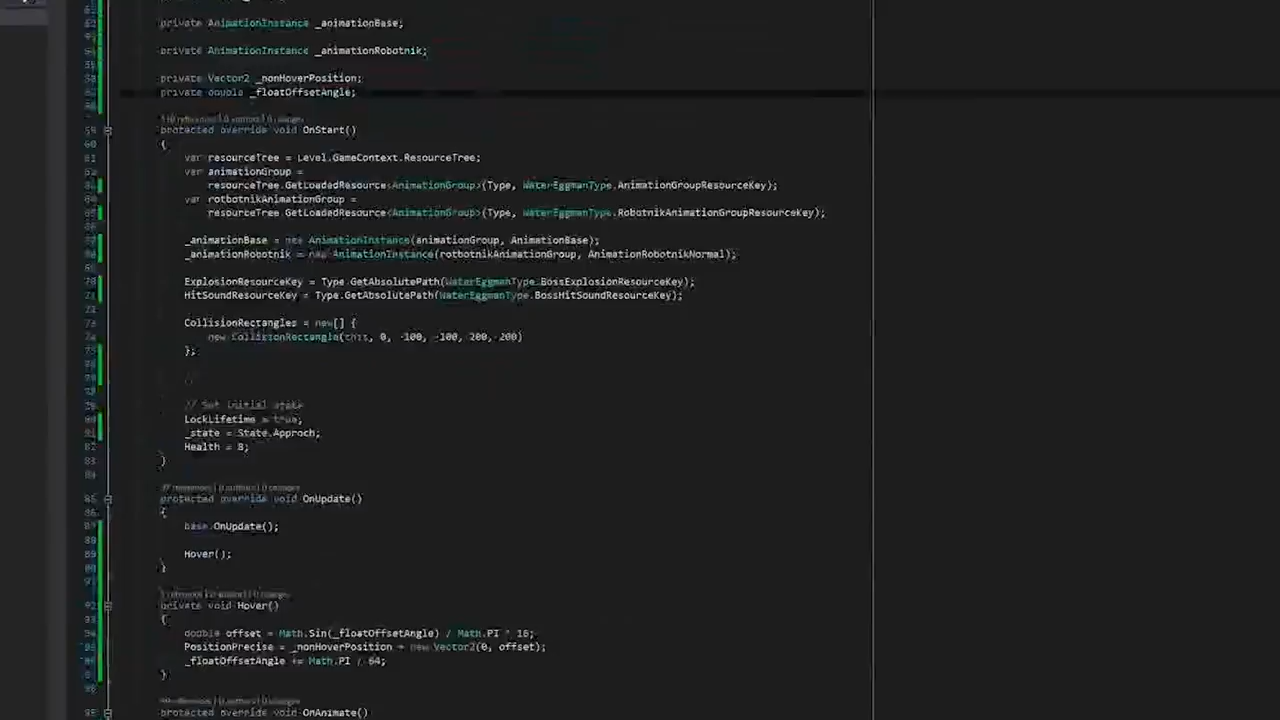 private AnimationInstance _animationBase;
private AnimationInstance _animationRobotnik;
private Vector2 _nonHoverPosition;
private double _floatOffsetAngle;
protected override void OnStart()
{
var resourceTree = Level.GameContext.ResourceTree;
var animationGroup =
resourceTree.GetLoadedResource<AnimationGroup>(Type, WaterEggmanType.AnimationGroupResourceKey);
var rotbotnikAnimationGroup =
resourceTree.GetLoadedResource<AnimationGroup>(Type, WaterEggmanType.RobotnikAnimationGroupResourceKey);
_animationBase = new AnimationInstance(animationGroup, AnimationBase);
_animationRobotnik = new AnimationInstance(rotbotnikAnimationGroup, AnimationRobotnikNormal);
ExplosionResourceKey = Type.GetAbsolutePath(WaterEggmanType.BossExplosionResourceKey);
HitSoundResourceKey = Type.GetAbsolutePath(WaterEggmanType.BossHitSoundResourceKey);
CollisionRectangles = new[] {
new CollisionRectangle(this, 0, -100, -100, 200, 200)
};
// Set initial state
LockLifetime = true;
_state = State.Approch;
Health = 8;
}
protected override void OnUpdate()
{
base.OnUpdate();
Hover();
}
private void Hover()
{
double offset = Math.Sin(_floatOffsetAngle) / Math.PI * 16;
PositionPrecise = _nonHoverPosition + new Vector2(0, offset);
_floatOffsetAngle += Math.PI / 64;
}
protected override void OnAnimate()